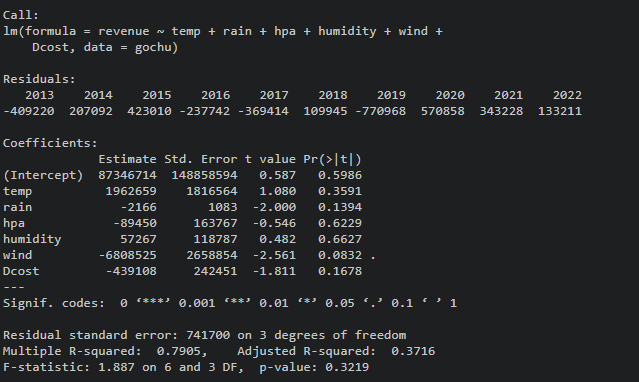 Call:
lm(formula = revenue ~ temp + rain + hpa + humidity + wind +
    Dcost, data = gochu)

Residuals:
   2013    2014    2015    2016    2017    2018    2019    2020    2021    2022
-409220  207092  423010 -237742 -369414  109945 -770968  570858  343228  133211

Coefficients:
             Estimate Std. Error t value Pr(>|t|)
(Intercept)  87346714  148858594   0.587   0.5986
temp          1962659    1816564   1.080   0.3591
rain            -2166       1083  -2.000   0.1394
hpa            -89450     163767  -0.546   0.6229
humidity        57267     118787   0.482   0.6627
wind         -6808525    2658854  -2.561   0.0832 .
Dcost         -439108     242451  -1.811   0.1678
---
Signif. codes:  0 ‘***’ 0.001 ‘**’ 0.01 ‘*’ 0.05 ‘.’ 0.1 ‘ ’ 1

Residual standard error: 741700 on 3 degrees of freedom
Multiple R-squared:  0.7905,    Adjusted R-squared:  0.3716
F-statistic: 1.887 on 6 and 3 DF,  p-value: 0.3219